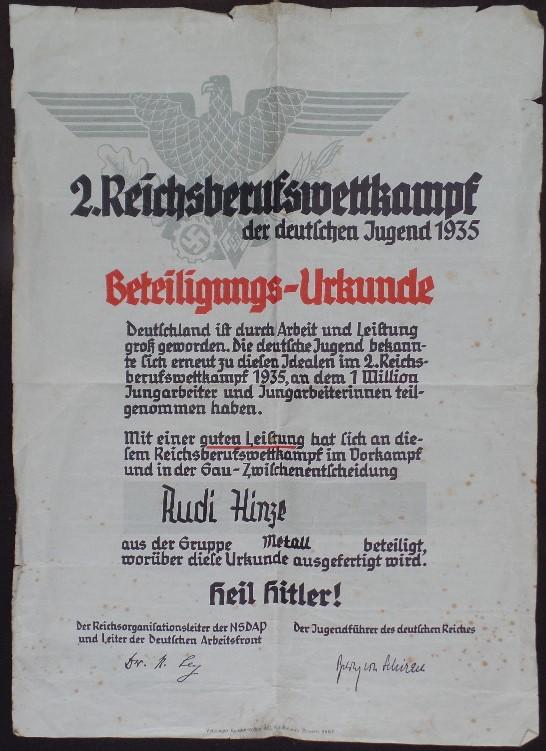 2. Reichsberufswettkampf
der deutschen Jugend 1935
Beteiligungs-Urkunde
Deutschland ist durch Arbeit und Leistung
groß geworden. Die deutsche Jugend bekann-
te sich erneut zu diesen Idealen im 2. Reichs-
berufswettkampf 1935, an dem 1 Million
Jungarbeiter und Jungarbeiterinnen teil-
genommen haben.
Mit einer guten Leistung hat sich an die-
sem Reichsberufswettkampf im Vorkampf
und in der Gau-Zwischenentscheidung
Rudi Hinze
aus der Gruppe Metall beteiligt,
worüber diese Urkunde ausgefertigt wird.
Heil Hitler!
Der Reichsorganisationsleiter der NSDAP
und Leiter der Deutschen Arbeitsfront
Der Jugendführer des deutschen Reiches
Dr. R. Ley